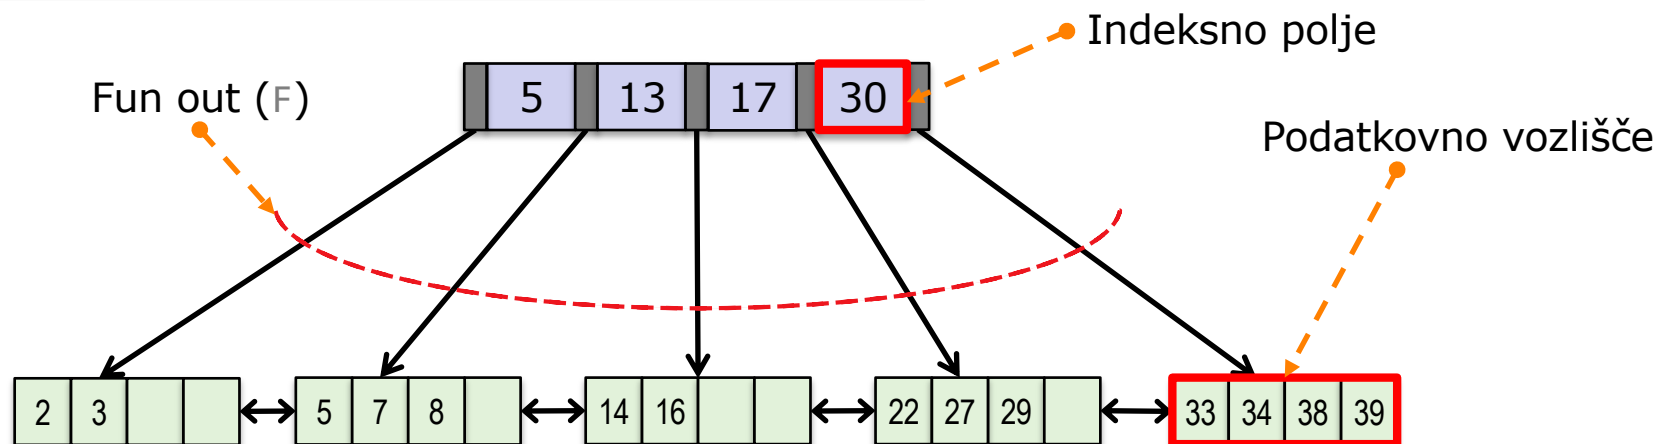 Indeksno polje
Fun out (F)
5 13 17 30
Podatkovno vozlišče
2 3 5 7 8 14 16 22 27 29 33 34 38 39